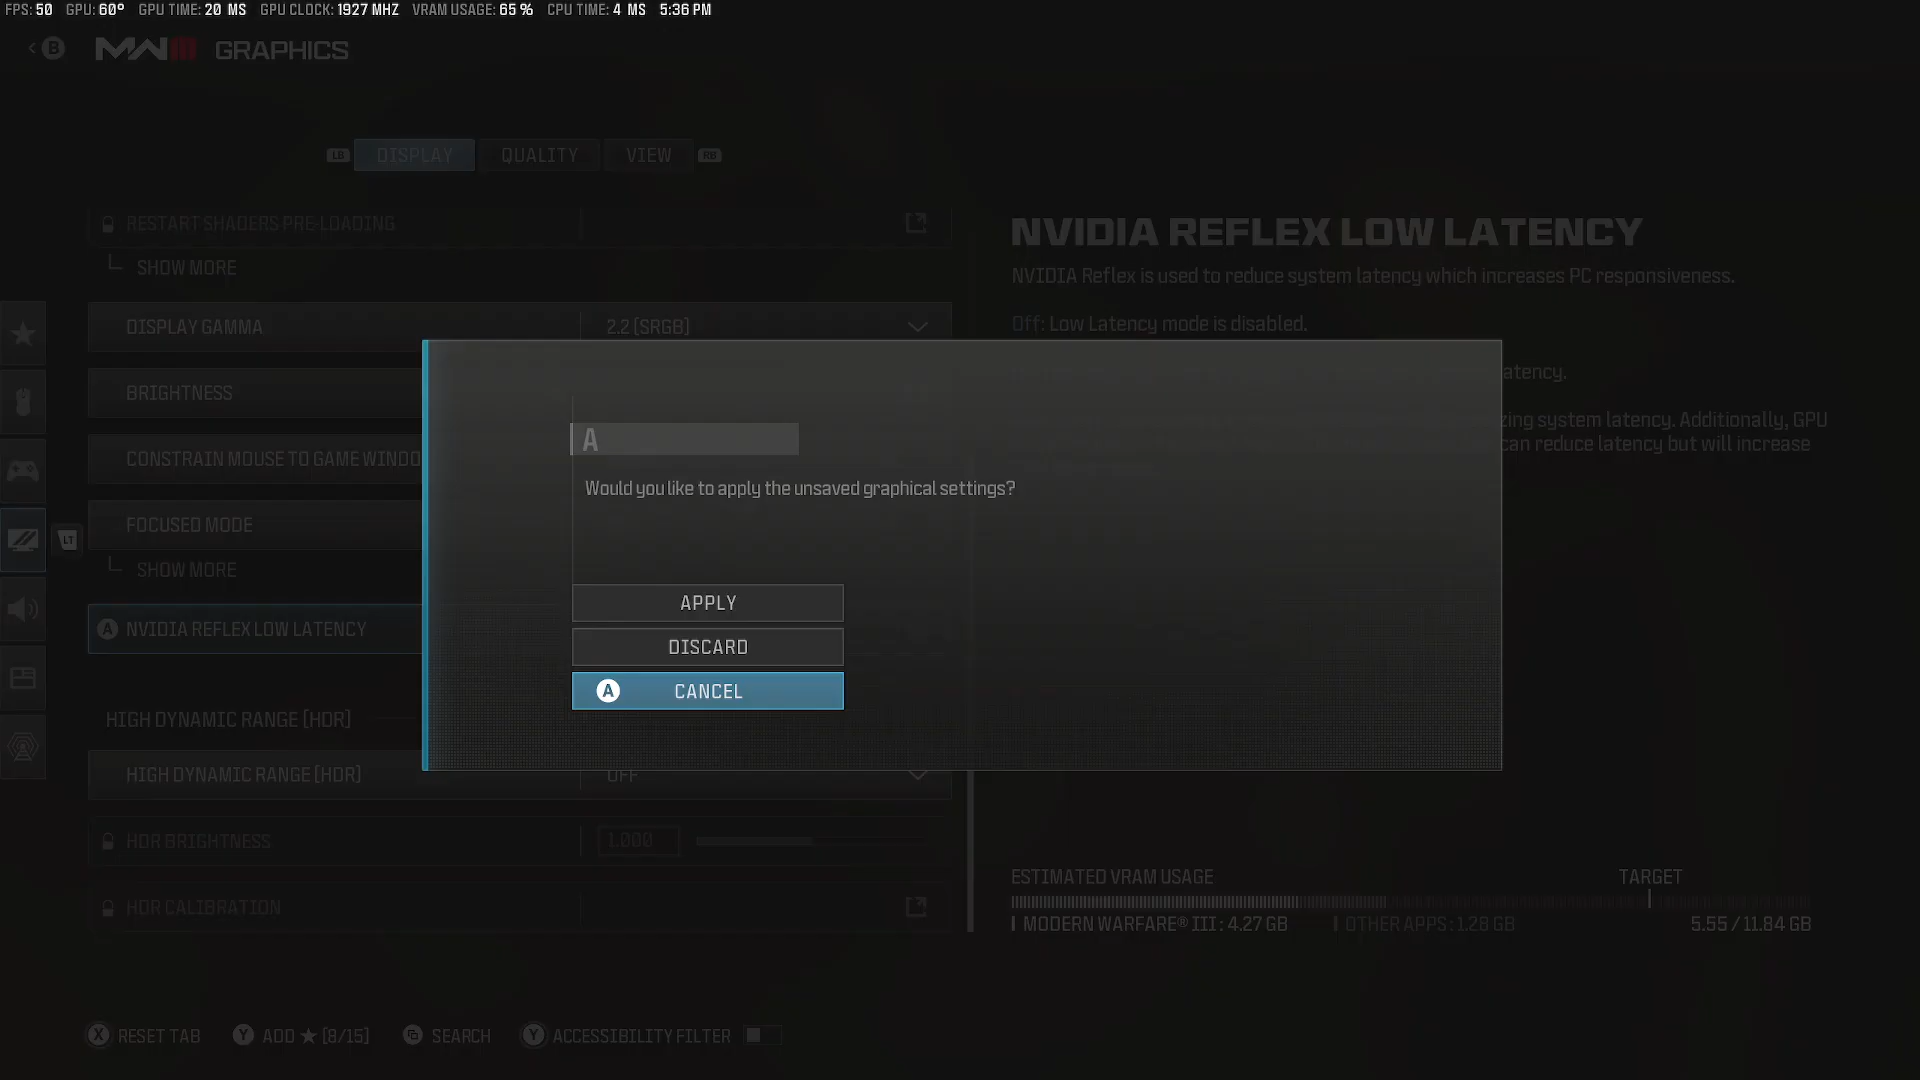 FPS: 50 GPU: 60° GPU TIME: 20 MS GPU CLOCK: 1927 MHZ VRAM USAGE: 65 % CPU TIME: 4 MS 5:36 PM
B MWIII GRAPHICS
LB DISPLAY QUALITY VIEW RB
RESTART SHADERS PRE-LOADING
SHOW MORE
DISPLAY GAMMA 2.2 [SRGB]
BRIGHTNESS
CONSTRAIN MOUSE TO GAME WINDO
FOCUSED MODE
LT
SHOW MORE
A NVIDIA REFLEX LOW LATENCY
HIGH DYNAMIC RANGE [HDR]
HIGH DYNAMIC RANGE [HDR] OFF
HDR BRIGHTNESS 1.000
HDR CALIBRATION
NVIDIA REFLEX LOW LATENCY
NVIDIA Reflex is used to reduce system latency which increases PC responsiveness.
Off: Low Latency mode is disabled.
atency.
zing system latency. Additionally, GPU
can reduce latency but will increase
A
Would you like to apply the unsaved graphical settings?
APPLY
DISCARD
A CANCEL
ESTIMATED VRAM USAGE TARGET
MODERN WARFARE® III : 4.27 GB OTHER APPS : 1.28 GB 5.55 / 11.84 GB
X RESET TAB Y ADD ★ [8/15] SEARCH Y ACCESSIBILITY FILTER